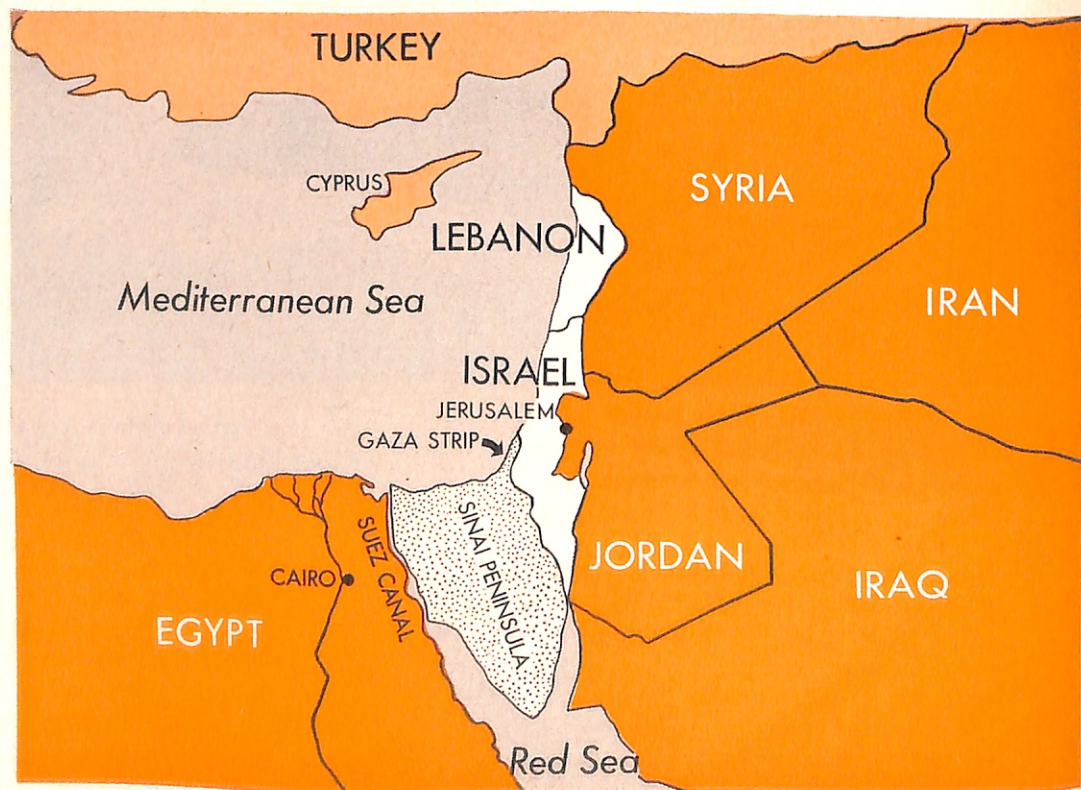 TURKEY
CYPRUS
SYRIA
LEBANON
Mediterranean Sea
IRAN
ISRAEL
JERUSALEM
GAZA STRIP
SINAI PENINSULA
SUEZ CANAL
JORDAN
CAIRO
IRAQ
EGYPT
Red Sea